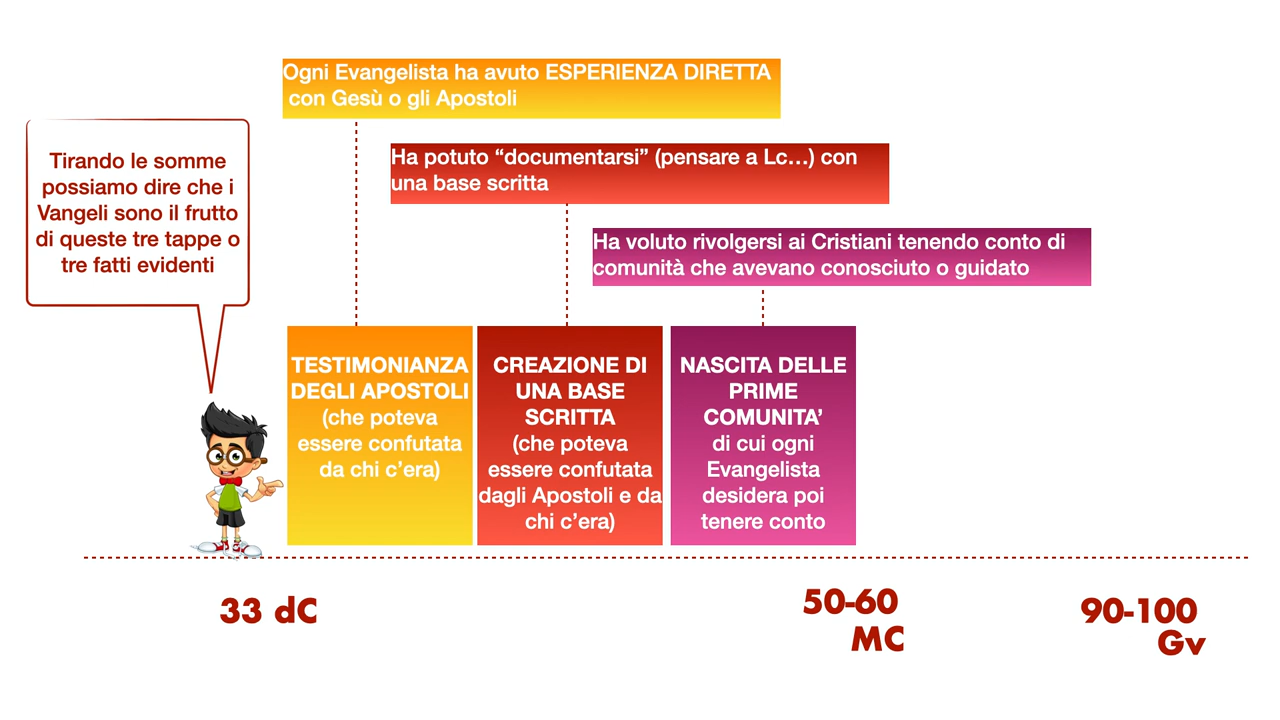 Ogni Evangelista ha avuto ESPERIENZA DIRETTA
con Gesù o gli Apostoli
Ha potuto “documentarsi” (pensare a Lc...) con
una base scritta
Ha voluto rivolgersi ai Cristiani tenendo conto di
comunità che avevano conosciuto o guidato
Tirando le somme
possiamo dire che i
Vangeli sono il frutto
di queste tre tappe o
tre fatti evidenti
TESTIMONIANZA
DEGLI APOSTOLI
(che poteva
essere confutata
da chi c’era)
CREAZIONE DI
UNA BASE
SCRITTA
(che poteva
essere confutata
dagli Apostoli e da
chi c’era)
NASCITA DELLE
PRIME
COMUNITA’
di cui ogni
Evangelista
desidera poi
tenere conto
33 dC
50-60
MC
90-100
Gv